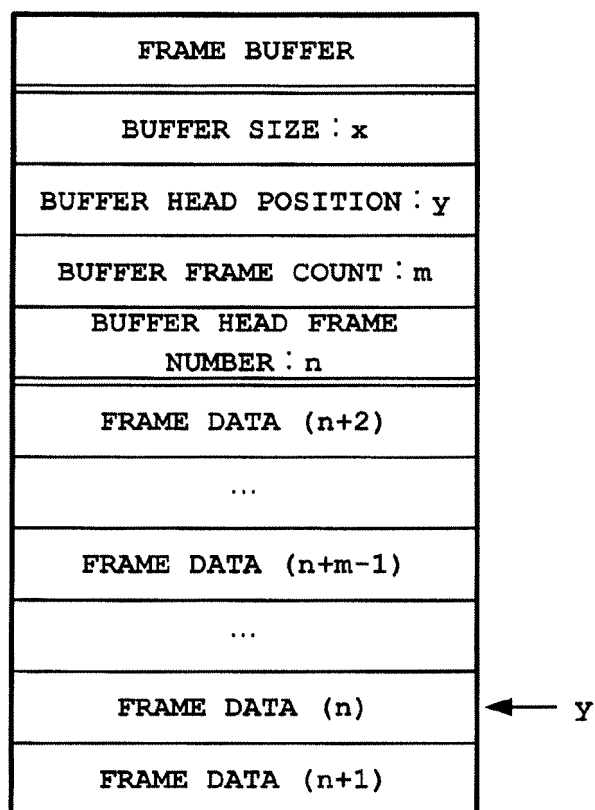 FRAME BUFFER
BUFFER SIZE : x
BUFFER HEAD POSITION : y
BUFFER FRAME COUNT : m
BUFFER HEAD FRAME
NUMBER : n
FRAME DATA (n+2)
...
FRAME DATA (n+m-1)
...
FRAME DATA (n)
y
FRAME DATA (n+1)